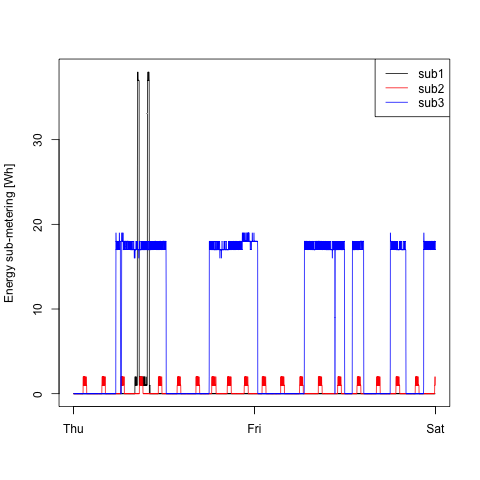 sub1
sub2
sub3
Energy sub-metering [Wh]
30
20
10
0
Thu
Fri
Sat